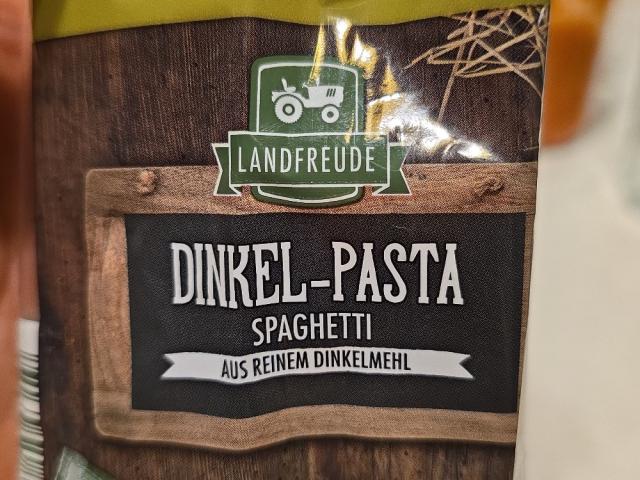 LANDFREUDE
DINKEL-PASTA
SPAGHETTI
AUS REINEM DINKELMEHL